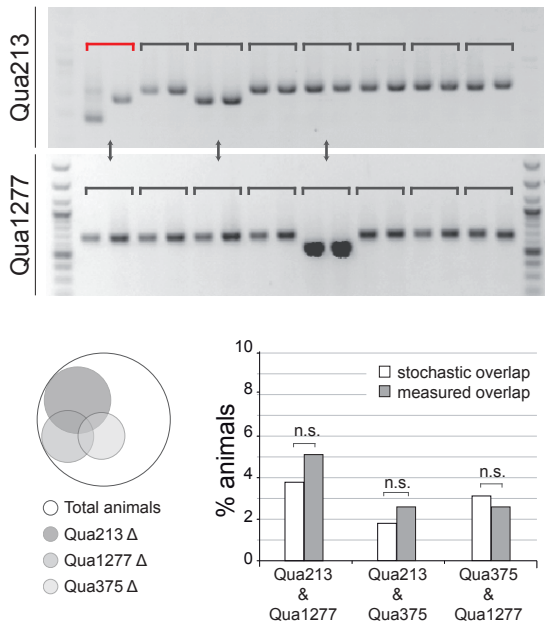 Qua213
Qua1277
Total animals
Qua213 Δ
Qua1277 Δ
Qua375 Δ
% animals
10
8
6
4
2
0
stochastic overlap
measured overlap
n.s.
n.s.
n.s.
Qua213
&
Qua1277
Qua213
&
Qua375
Qua375
&
Qua1277